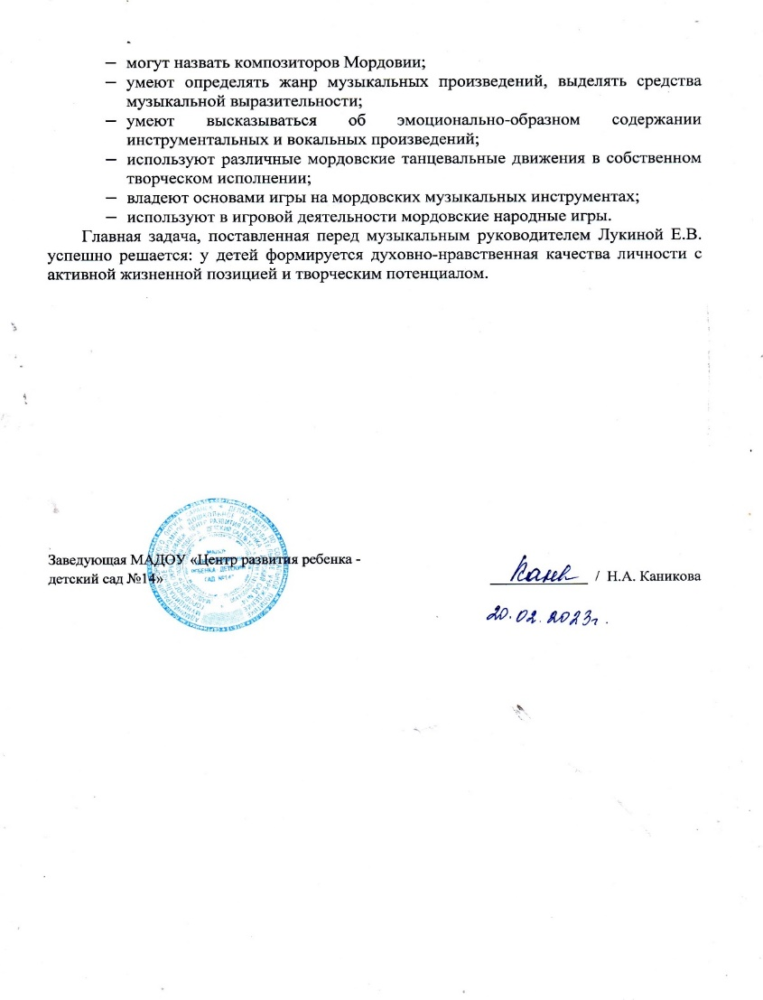 – могут назвать композиторов Мордовии;
– умеют определять жанр музыкальных произведений, выделять средства
музыкальной выразительности;
– умеют высказываться об эмоционально-образном содержании
инструментальных и вокальных произведений;
– используют различные мордовские танцевальные движения в собственном
творческом исполнении;
– владеют основами игры на мордовских музыкальных инструментах;
– используют в игровой деятельности мордовские народные игры.
Главная задача, поставленная перед музыкальным руководителем Лукиной Е.В.
успешно решается: у детей формируется духовно-нравственная качества личности с
активной жизненной позицией и творческим потенциалом.
Заведующая МАДОУ «Центр развития ребенка -
детский сад №14»
/ Н.А. Каникова
20.02.2023г.